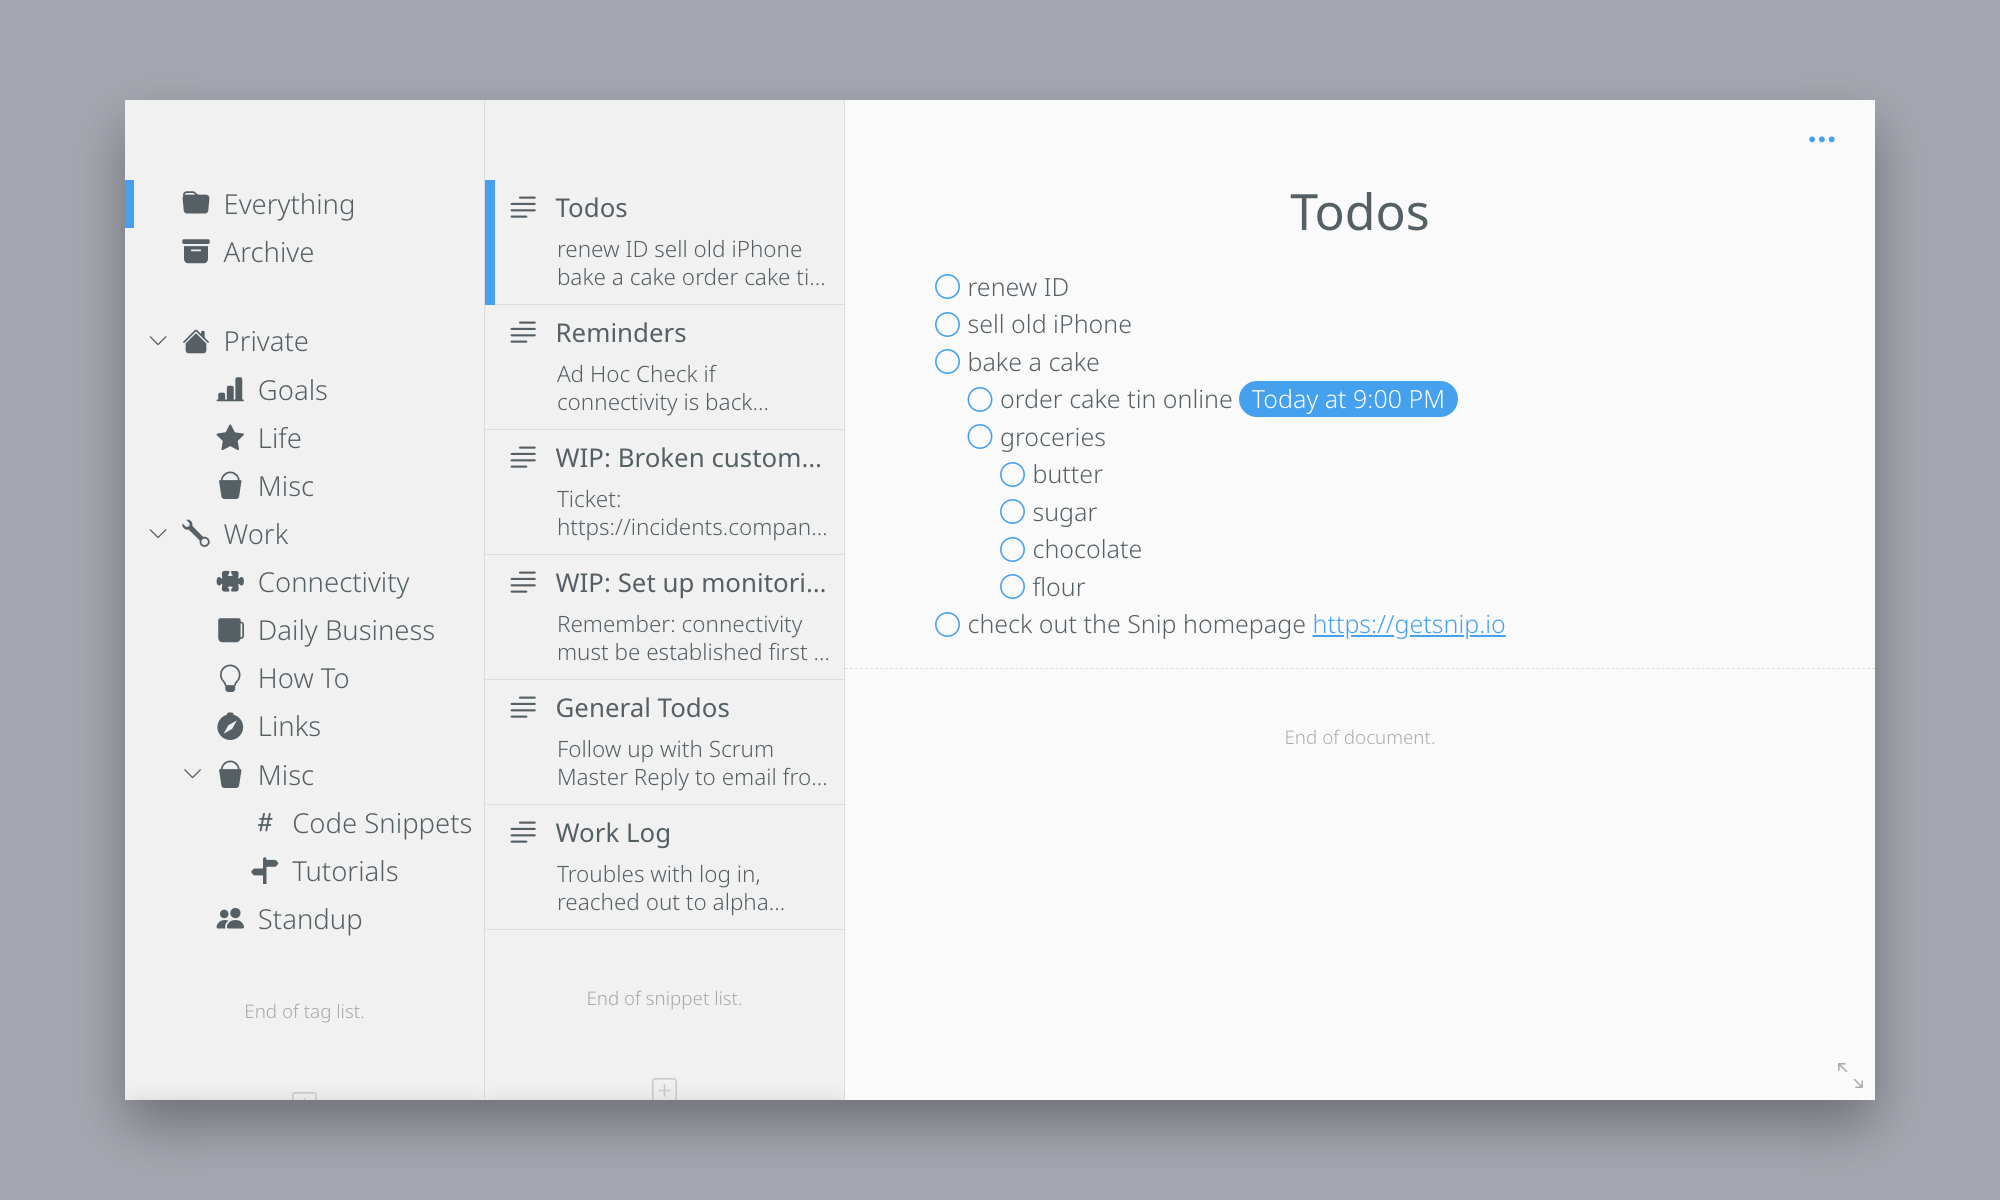 Everything
Archive
Private
Goals
Life
Misc
Work
Connectivity
Daily Business
How To
Links
Misc
# Code Snippets
Tutorials
Standup
End of tag list.
Todos
renew ID sell old iPhone
bake a cake order cake ti...
Reminders
Ad Hoc Check if
connectivity is back...
WIP: Broken custom...
Ticket:
https://incidents.compan...
WIP: Set up monitori...
Remember: connectivity
must be established first ...
General Todos
Follow up with Scrum
Master Reply to email fro...
Work Log
Troubles with log in,
reached out to alpha...
End of snippet list.
Todos
renew ID
sell old iPhone
bake a cake
order cake tin online Today at 9:00 PM
groceries
butter
sugar
chocolate
flour
check out the Snip homepage https://getsnip.io
End of document.